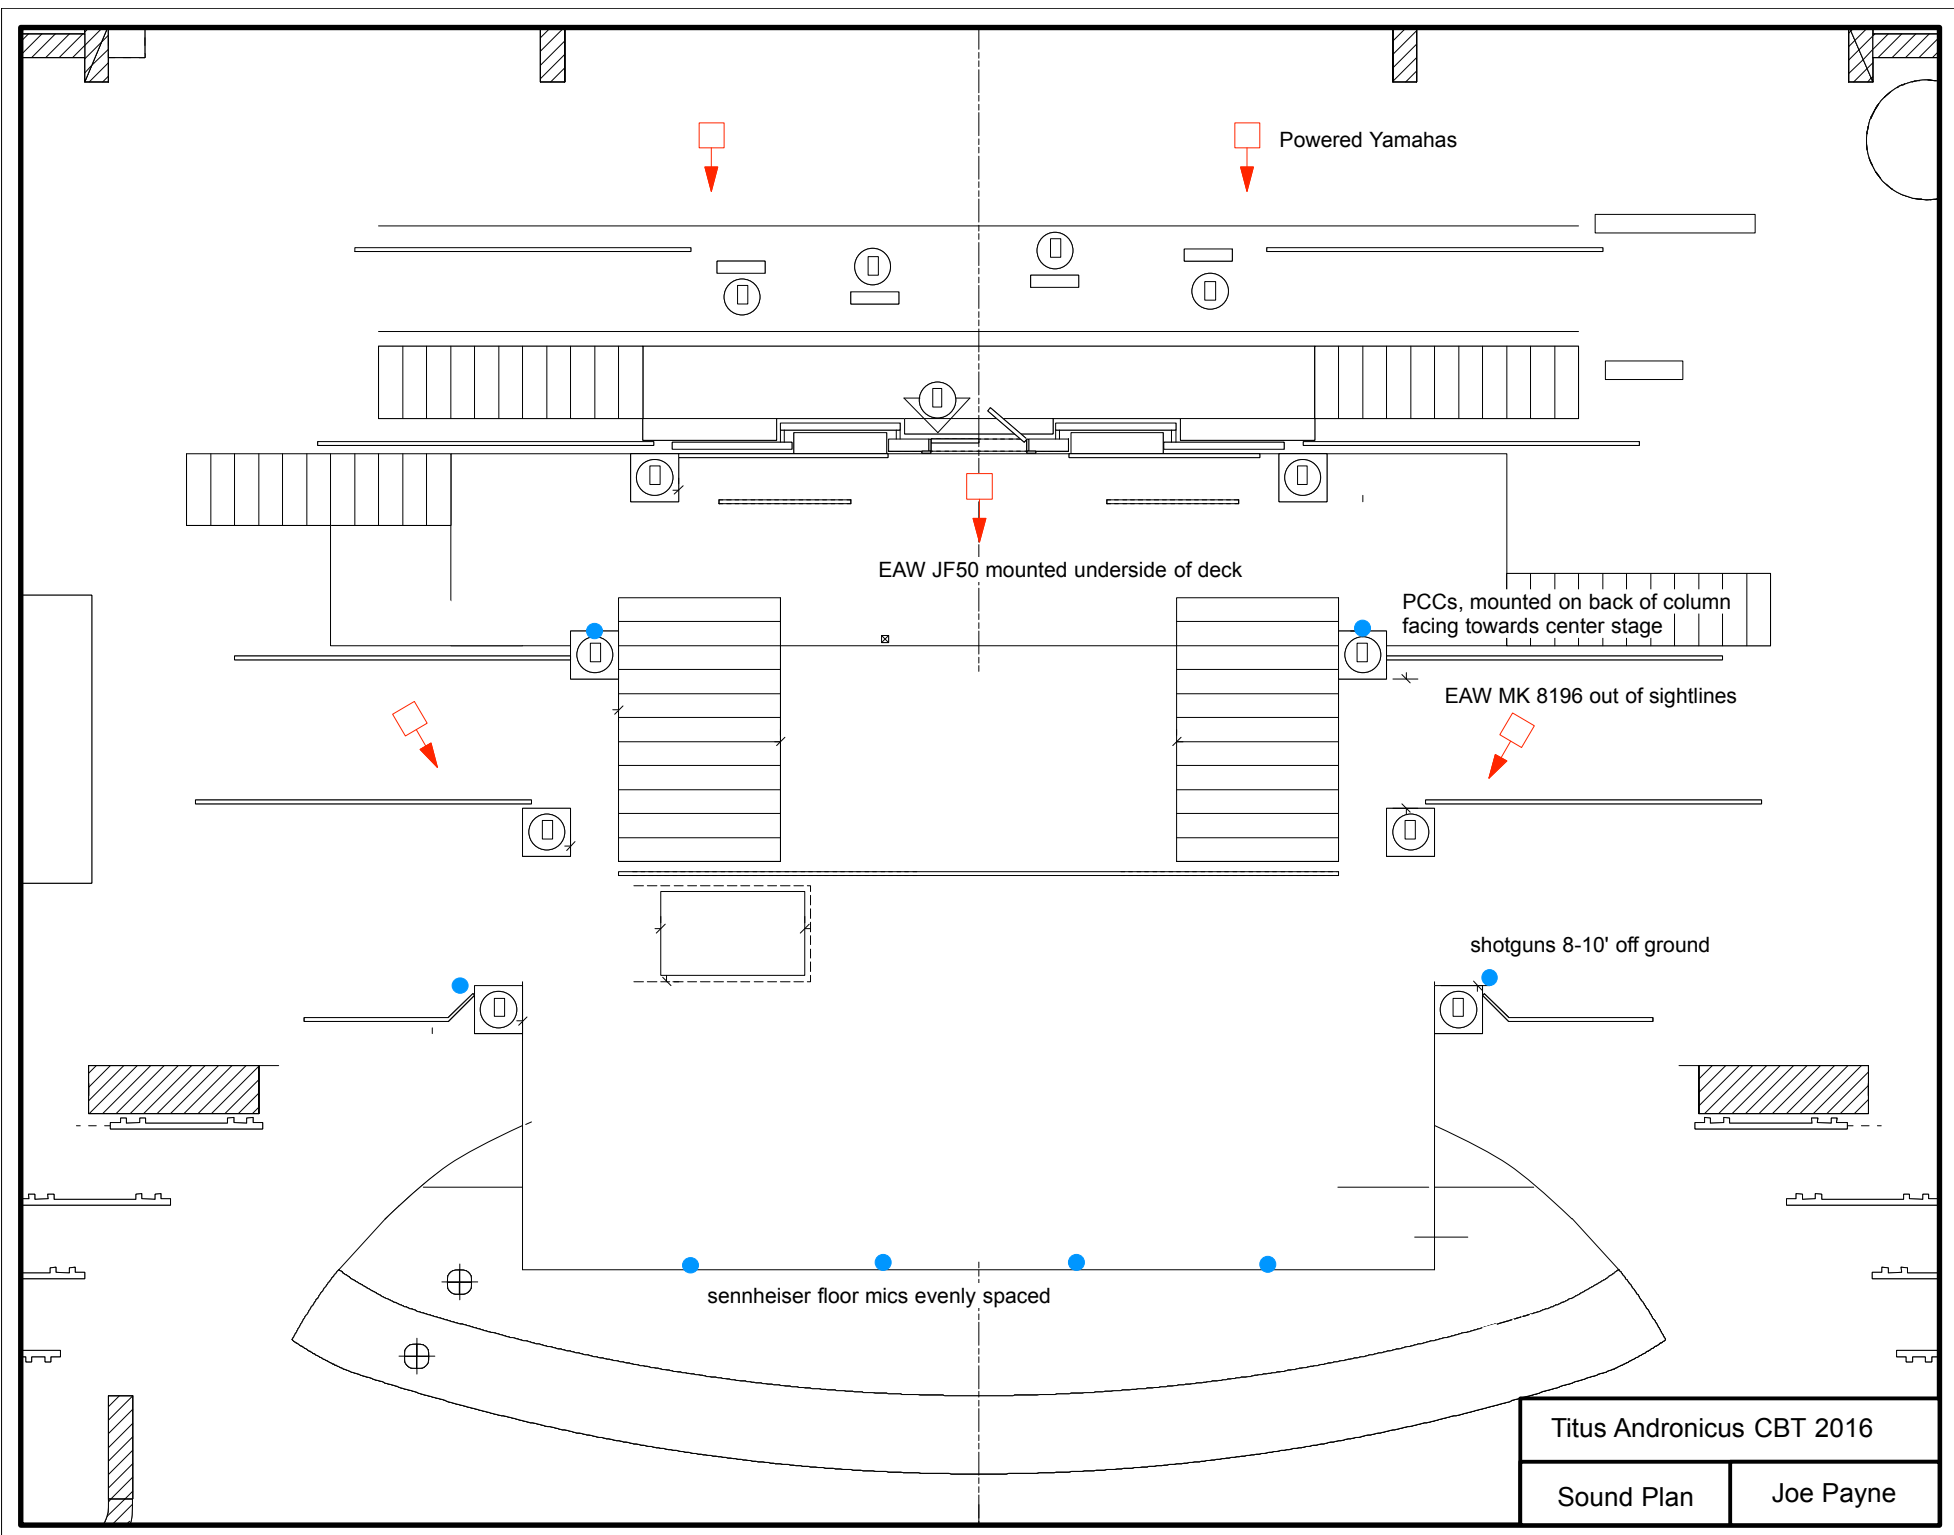 Powered Yamahas
EAW JF50 mounted underside of deck
PCCs, mounted on back of column
facing towards center stage
EAW MK 8196 out of sightlines
shotguns 8-10' off ground
sennheiser floor mics evenly spaced
Titus Andronicus CBT 2016
Sound Plan
Joe Payne